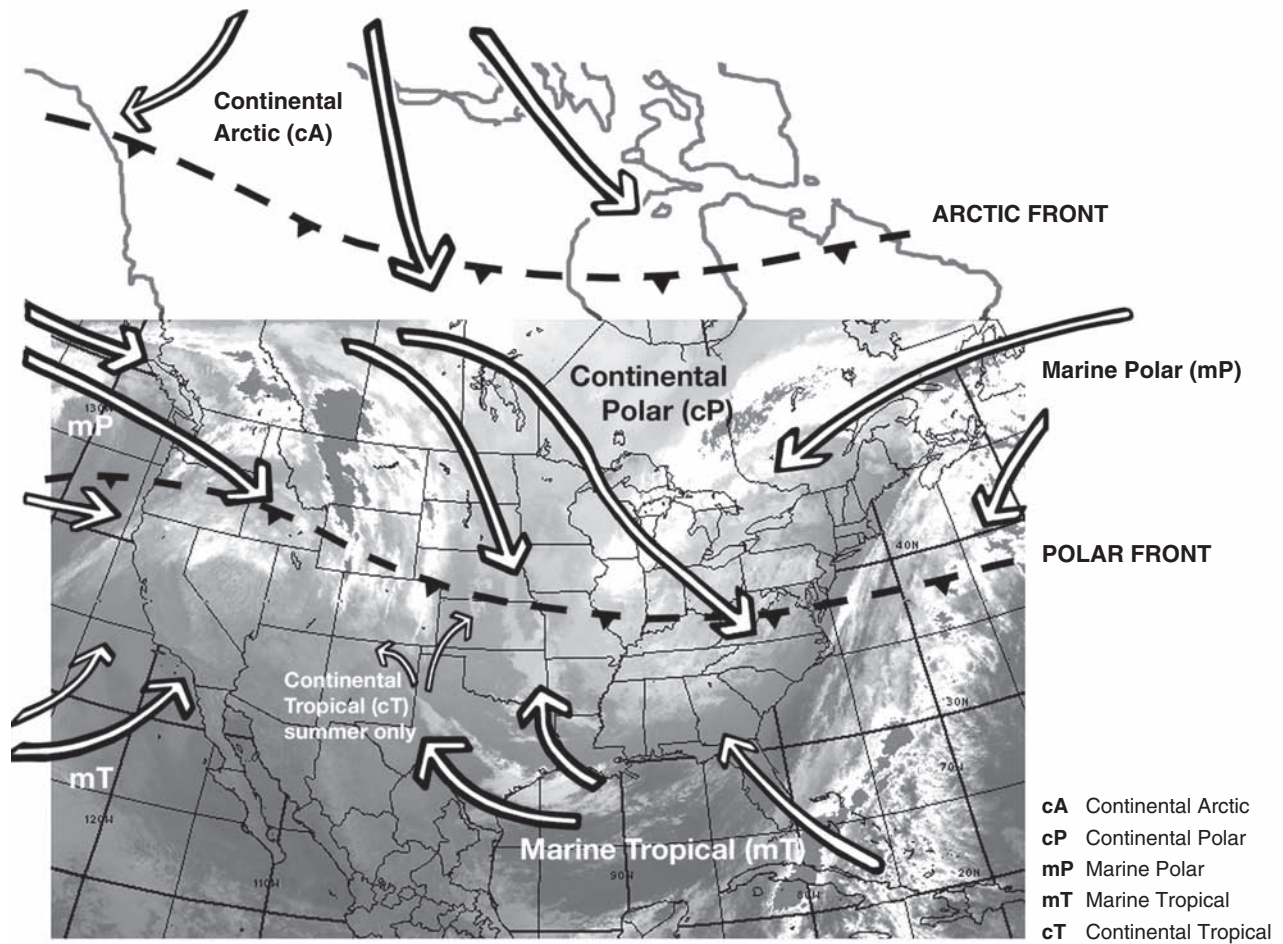 Continental
Arctic (cA)
ARCTIC FRONT
Continental
Polar (cP)
Marine Polar (mP)
mP
40N
POLAR FRONT
Continental
Tropical (cT)
summer only
30N
mT
120W
Marine Tropical (mT)
110W
90W
20N
cA Continental Arctic
cP Continental Polar
mP Marine Polar
mT Marine Tropical
cT Continental Tropical